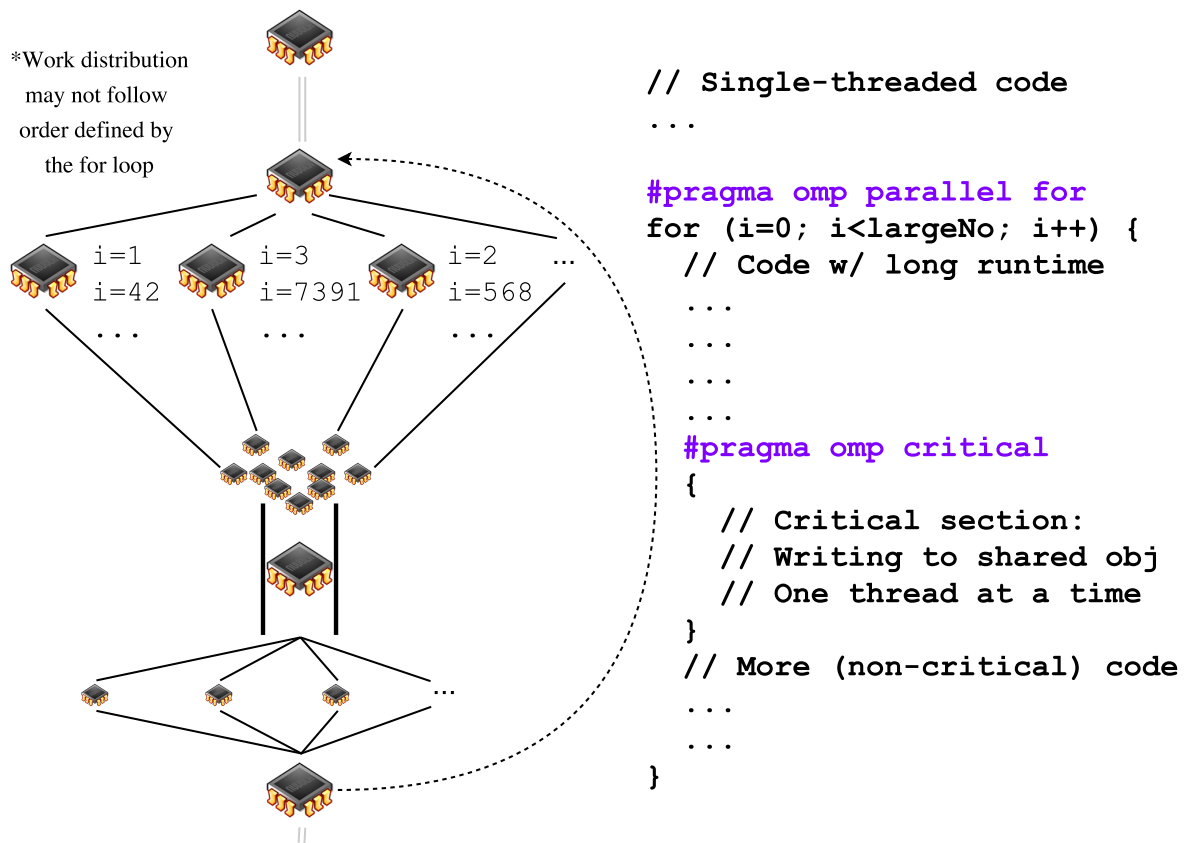 *Work distribution
may not follow
order defined by
the for loop
i=1
i=42
...
i=3
i=7391
...
i=2
i=568
...
...
...
// Single-threaded code
...
#pragma omp parallel for
for (i=0; i<largeNo; i++) {
// Code w/ long runtime
...
...
...
...
#pragma omp critical
{
// Critical section:
// Writing to shared obj
// One thread at a time
}
// More (non-critical) code
...
...
}